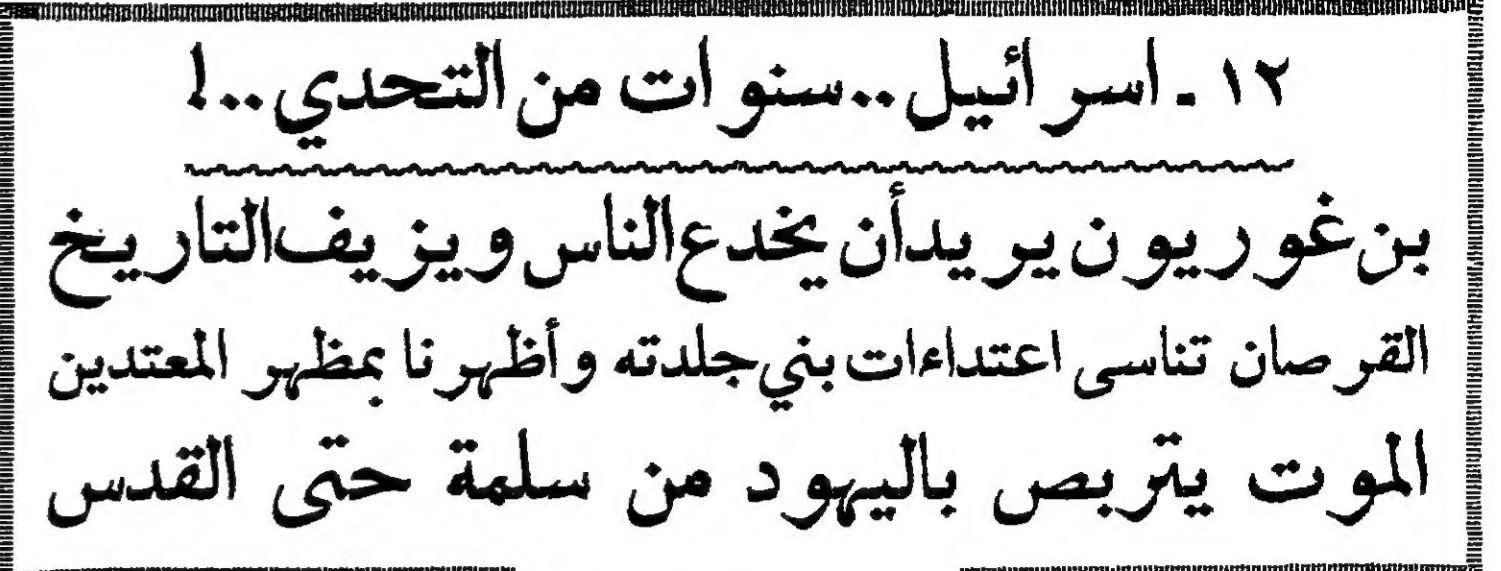 ١٢ - اسرائيل .. سنوات من التحدي .. !
بن غوريون يريد أن يخدع الناس ويزيف التاريخ
القرصان تناسى اعتداءات بني جلدته وأظهرنا بمظهر المعتدين
الموت يتربص باليهود من سلمة حتى القدس